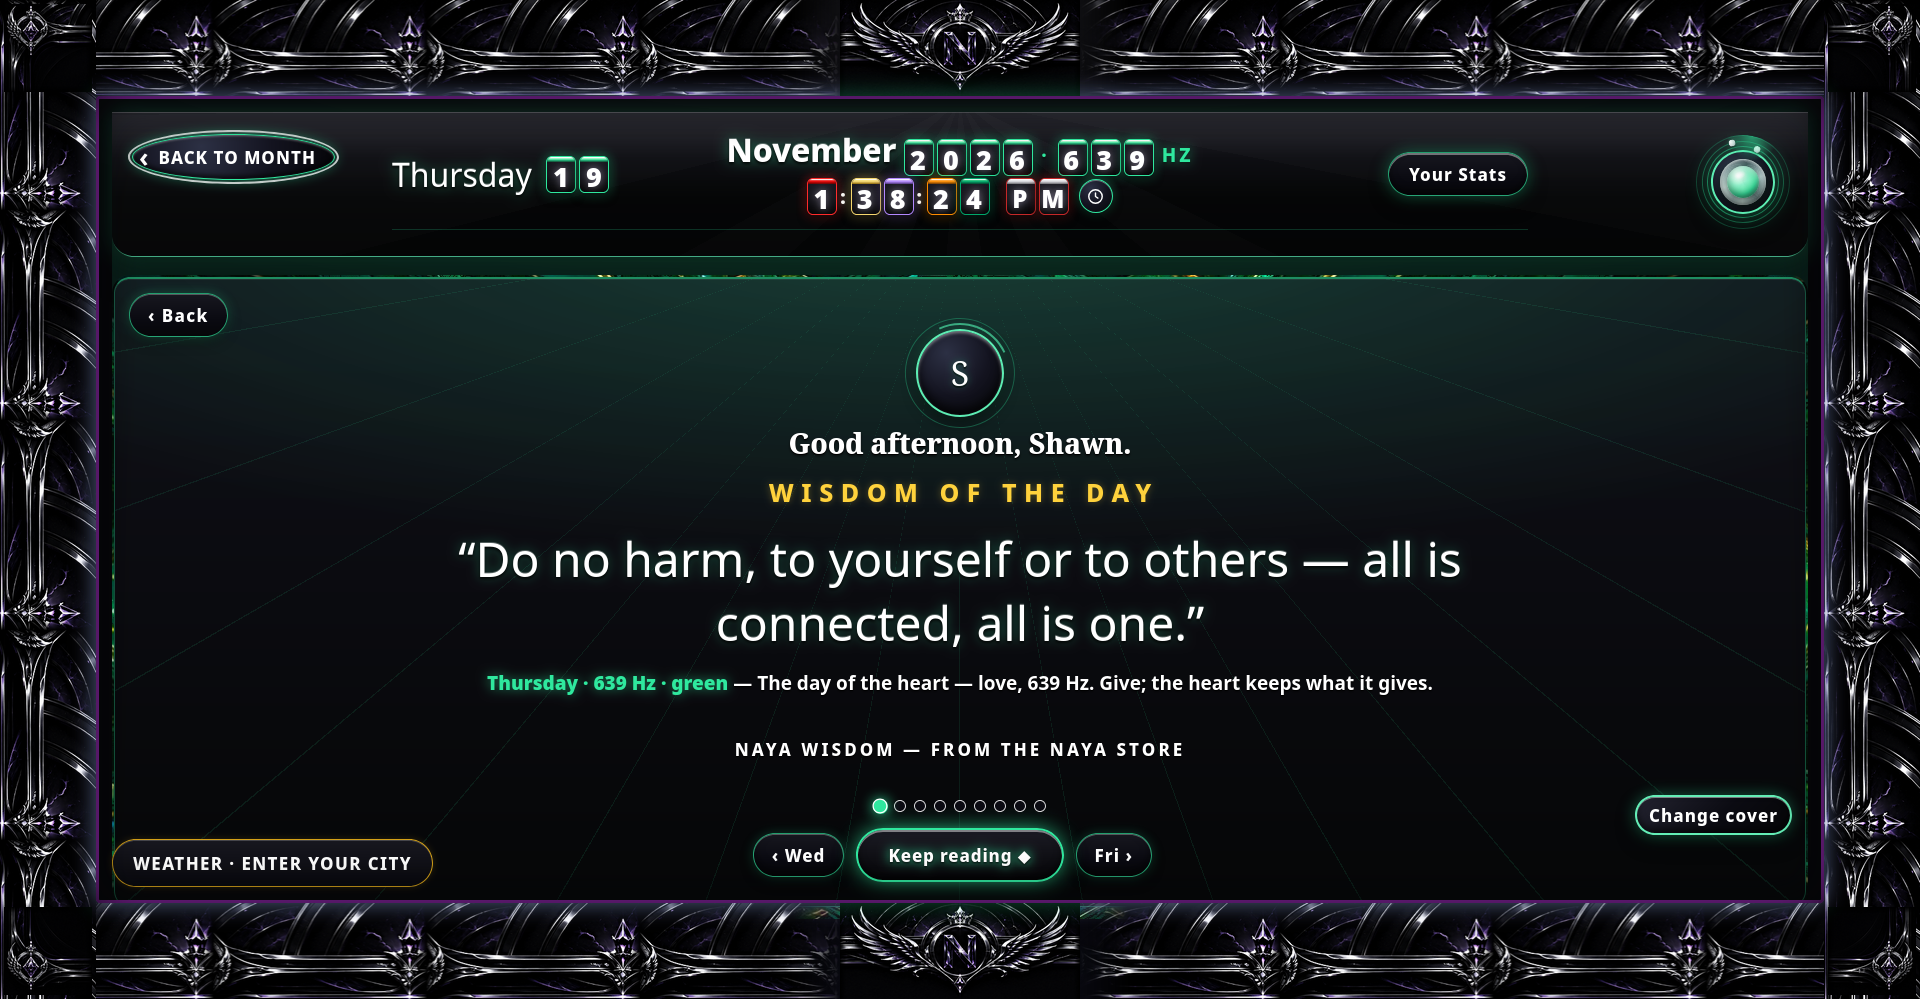 N
‹ BACK TO MONTH
Thursday 19
November 2026 · 639 HZ
1:38:24 PM
Your Stats
‹ Back
S
Good afternoon, Shawn.
WISDOM OF THE DAY
“Do no harm, to yourself or to others — all is
connected, all is one.”
Thursday · 639 Hz · green — The day of the heart — love, 639 Hz. Give; the heart keeps what it gives.
NAYA WISDOM — FROM THE NAYA STORE
Change cover
WEATHER · ENTER YOUR CITY
‹ Wed
Keep reading ◆
Fri ›
N